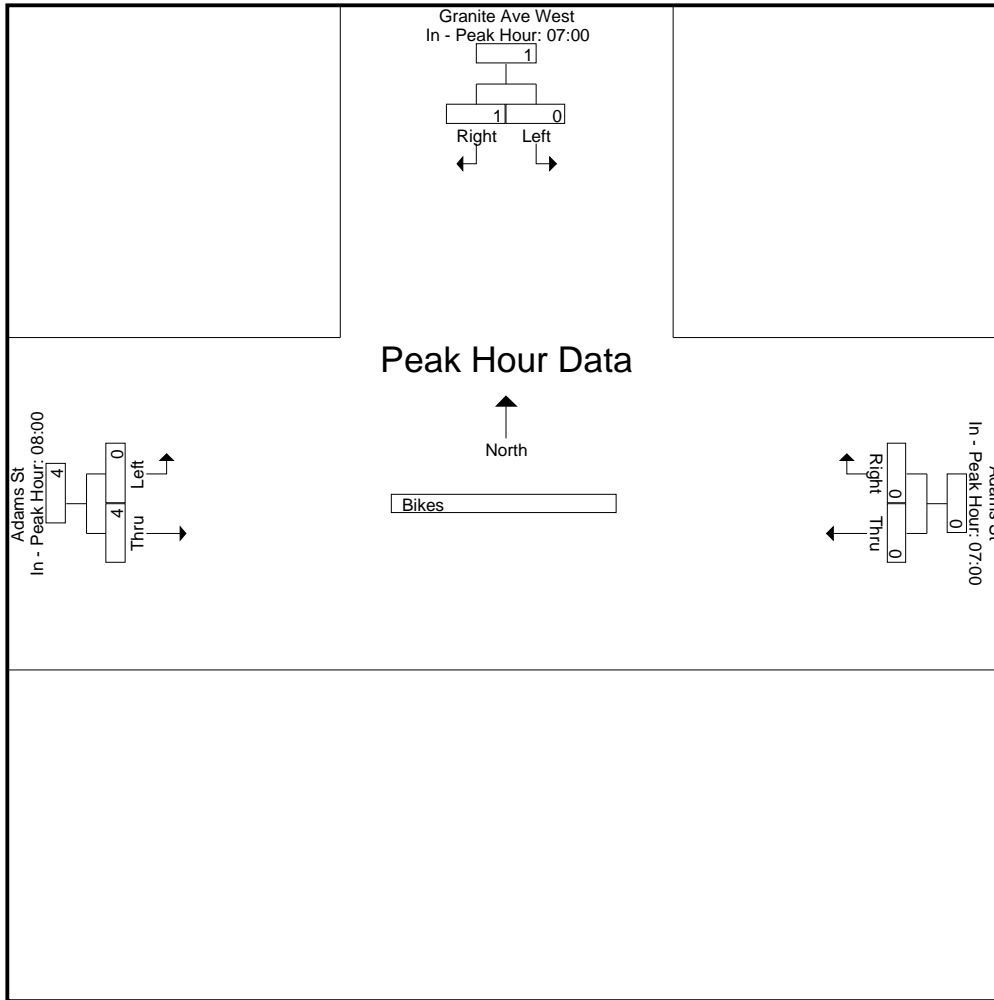 Granite Ave West
In - Peak Hour: 07:00
1
1 0
Right Left
Peak Hour Data
North
Bikes
Adams St
In - Peak Hour: 08:00
4
0
4
Left
Thru
Adams St
In - Peak Hour: 07:00
0
0
0
Right
Thru